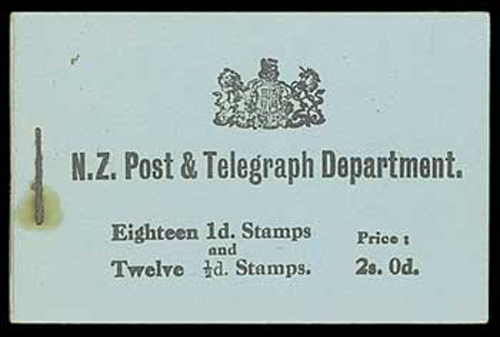 N.Z. Post & Telegraph Department.
Eighteen 1d. Stamps
and
Twelve ½d. Stamps.
Price :
2s. 0d.